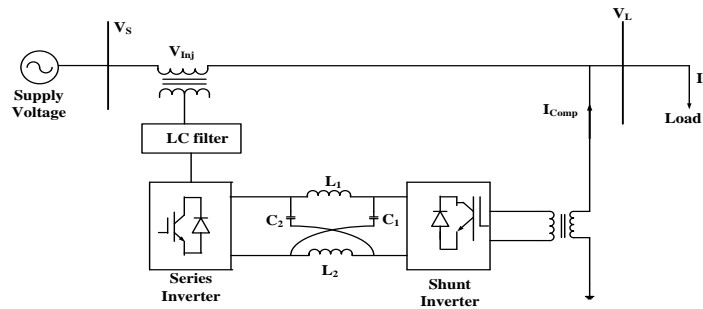 V_S
V_L
V_Inj
Supply
Voltage
I_Comp
I
Load
LC filter
L_1
C_2
C_1
L_2
Series
Inverter
Shunt
Inverter